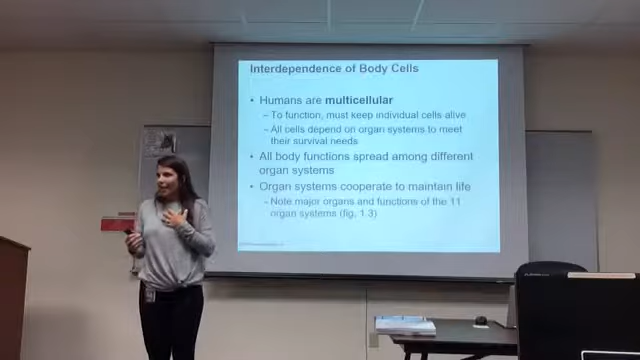 Interdependence of Body Cells
• Humans are multicellular
– To function, must keep individual cells alive
– All cells depend on organ systems to meet
their survival needs
• All body functions spread among different
organ systems
• Organ systems cooperate to maintain life
– Note major organs and functions of the 11
organ systems (fig. 1.3)